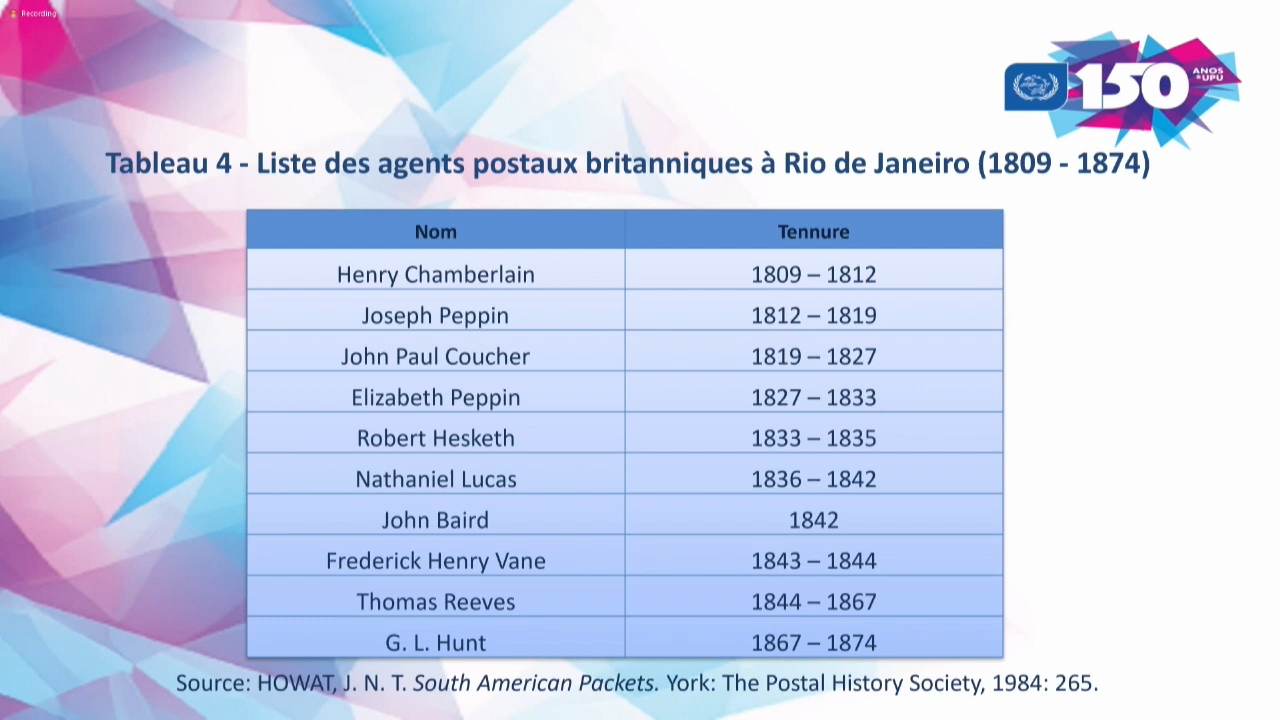 Recording
150 ANOS
DA UPU
Tableau 4 - Liste des agents postaux britanniques à Rio de Janeiro (1809 - 1874)
Nom Tennure
Henry Chamberlain 1809 – 1812
Joseph Peppin 1812 – 1819
John Paul Coucher 1819 – 1827
Elizabeth Peppin 1827 – 1833
Robert Hesketh 1833 – 1835
Nathaniel Lucas 1836 – 1842
John Baird 1842
Frederick Henry Vane 1843 – 1844
Thomas Reeves 1844 – 1867
G. L. Hunt 1867 – 1874
Source: HOWAT, J. N. T. South American Packets. York: The Postal History Society, 1984: 265.